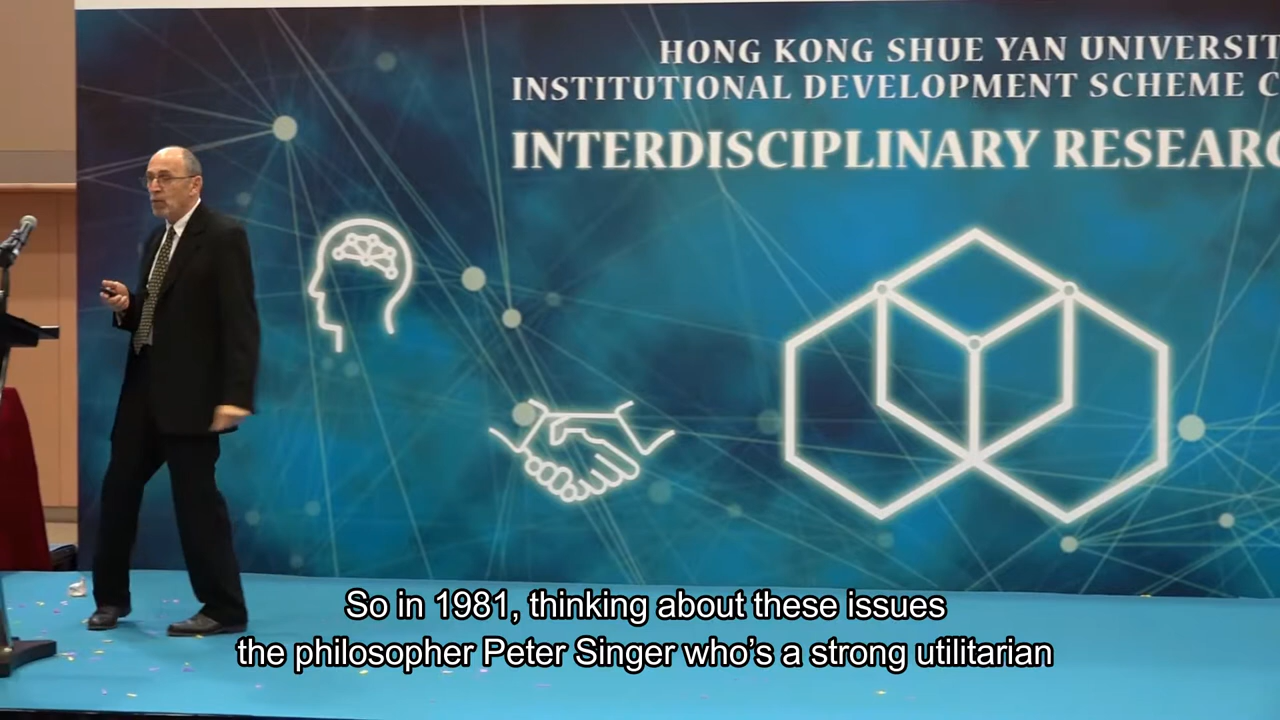 HONG KONG SHUE YAN UNIVERSIT
INSTITUTIONAL DEVELOPMENT SCHEME C
INTERDISCIPLINARY RESEARC
So in 1981, thinking about these issues
the philosopher Peter Singer who's a strong utilitarian